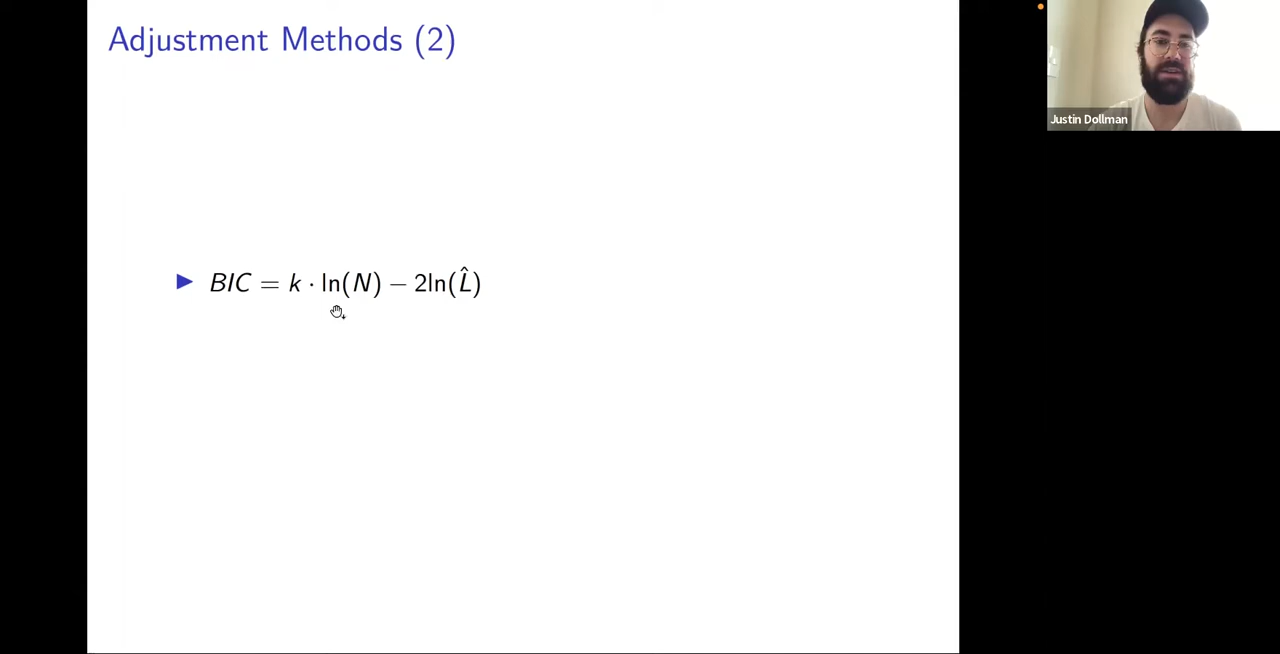 Adjustment Methods (2)
Justin Dollman
▶ BIC = k · ln(N) − 2ln(L̂)